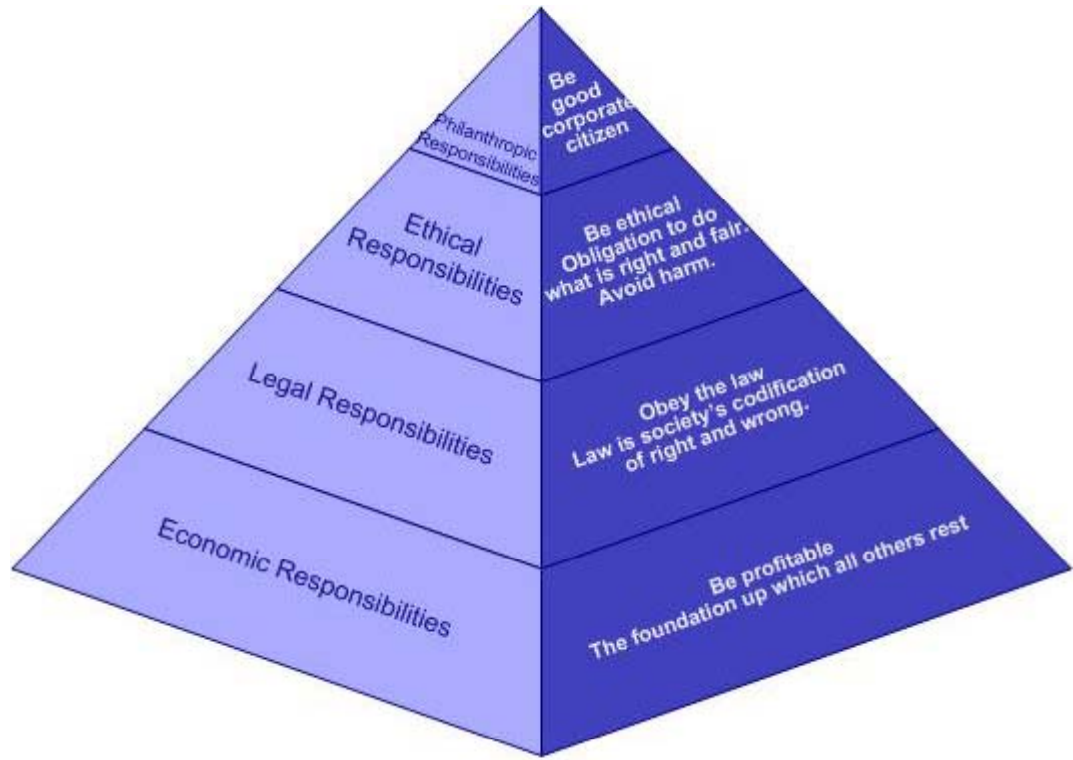 Philanthropic
Responsibilities
Be
good
corporate
citizen
Ethical
Responsibilities
Be ethical
Obligation to do
what is right and fair.
Avoid harm.
Legal Responsibilities
Obey the law
Law is society’s codification
of right and wrong.
Economic Responsibilities
Be profitable
The foundation up which all others rest